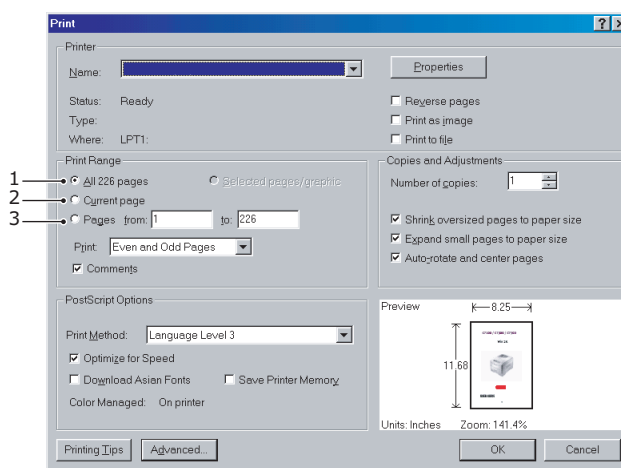 Print
Printer
Name:
Properties
Status: Ready
Reverse pages
Type:
Print as image
Where: LPT1:
Print to file
Print Range
1 All 226 pages
Selected pages/graphic
2 Current page
3 Pages from: 1 to: 226
Print: Even and Odd Pages
Comments
Copies and Adjustments
Number of copies: 1
Shrink oversized pages to paper size
Expand small pages to paper size
Auto-rotate and center pages
PostScript Options
Print Method: Language Level 3
Optimize for Speed
Download Asian Fonts
Save Printer Memory
Color Managed: On printer
Preview
8.25
11.68
Units: Inches Zoom: 141.4%
Printing Tips
Advanced...
OK
Cancel